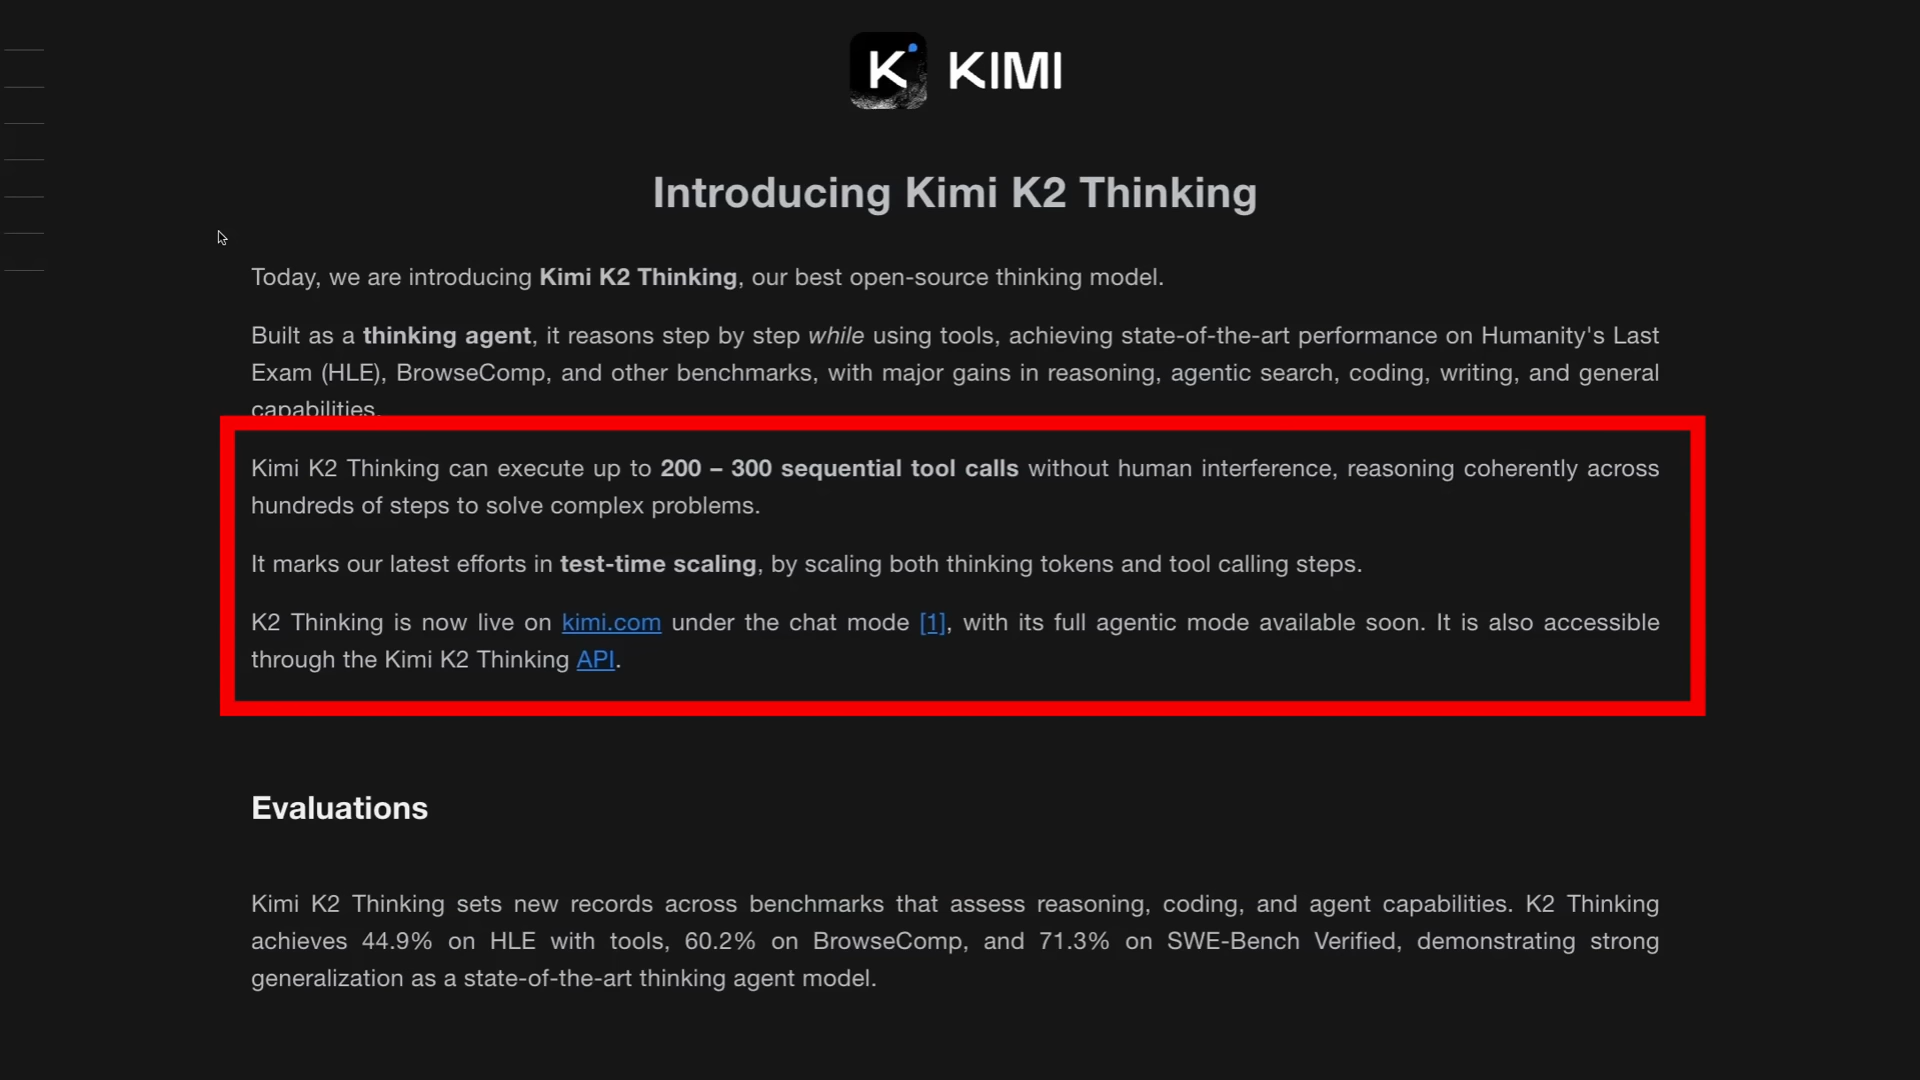 K KIMI
Introducing Kimi K2 Thinking
Today, we are introducing Kimi K2 Thinking, our best open-source thinking model.
Built as a thinking agent, it reasons step by step while using tools, achieving state-of-the-art performance on Humanity's Last
Exam (HLE), BrowseComp, and other benchmarks, with major gains in reasoning, agentic search, coding, writing, and general
capabilities.
Kimi K2 Thinking can execute up to 200 – 300 sequential tool calls without human interference, reasoning coherently across
hundreds of steps to solve complex problems.
It marks our latest efforts in test-time scaling, by scaling both thinking tokens and tool calling steps.
K2 Thinking is now live on kimi.com under the chat mode [1], with its full agentic mode available soon. It is also accessible
through the Kimi K2 Thinking API.
Evaluations
Kimi K2 Thinking sets new records across benchmarks that assess reasoning, coding, and agent capabilities. K2 Thinking
achieves 44.9% on HLE with tools, 60.2% on BrowseComp, and 71.3% on SWE-Bench Verified, demonstrating strong
generalization as a state-of-the-art thinking agent model.